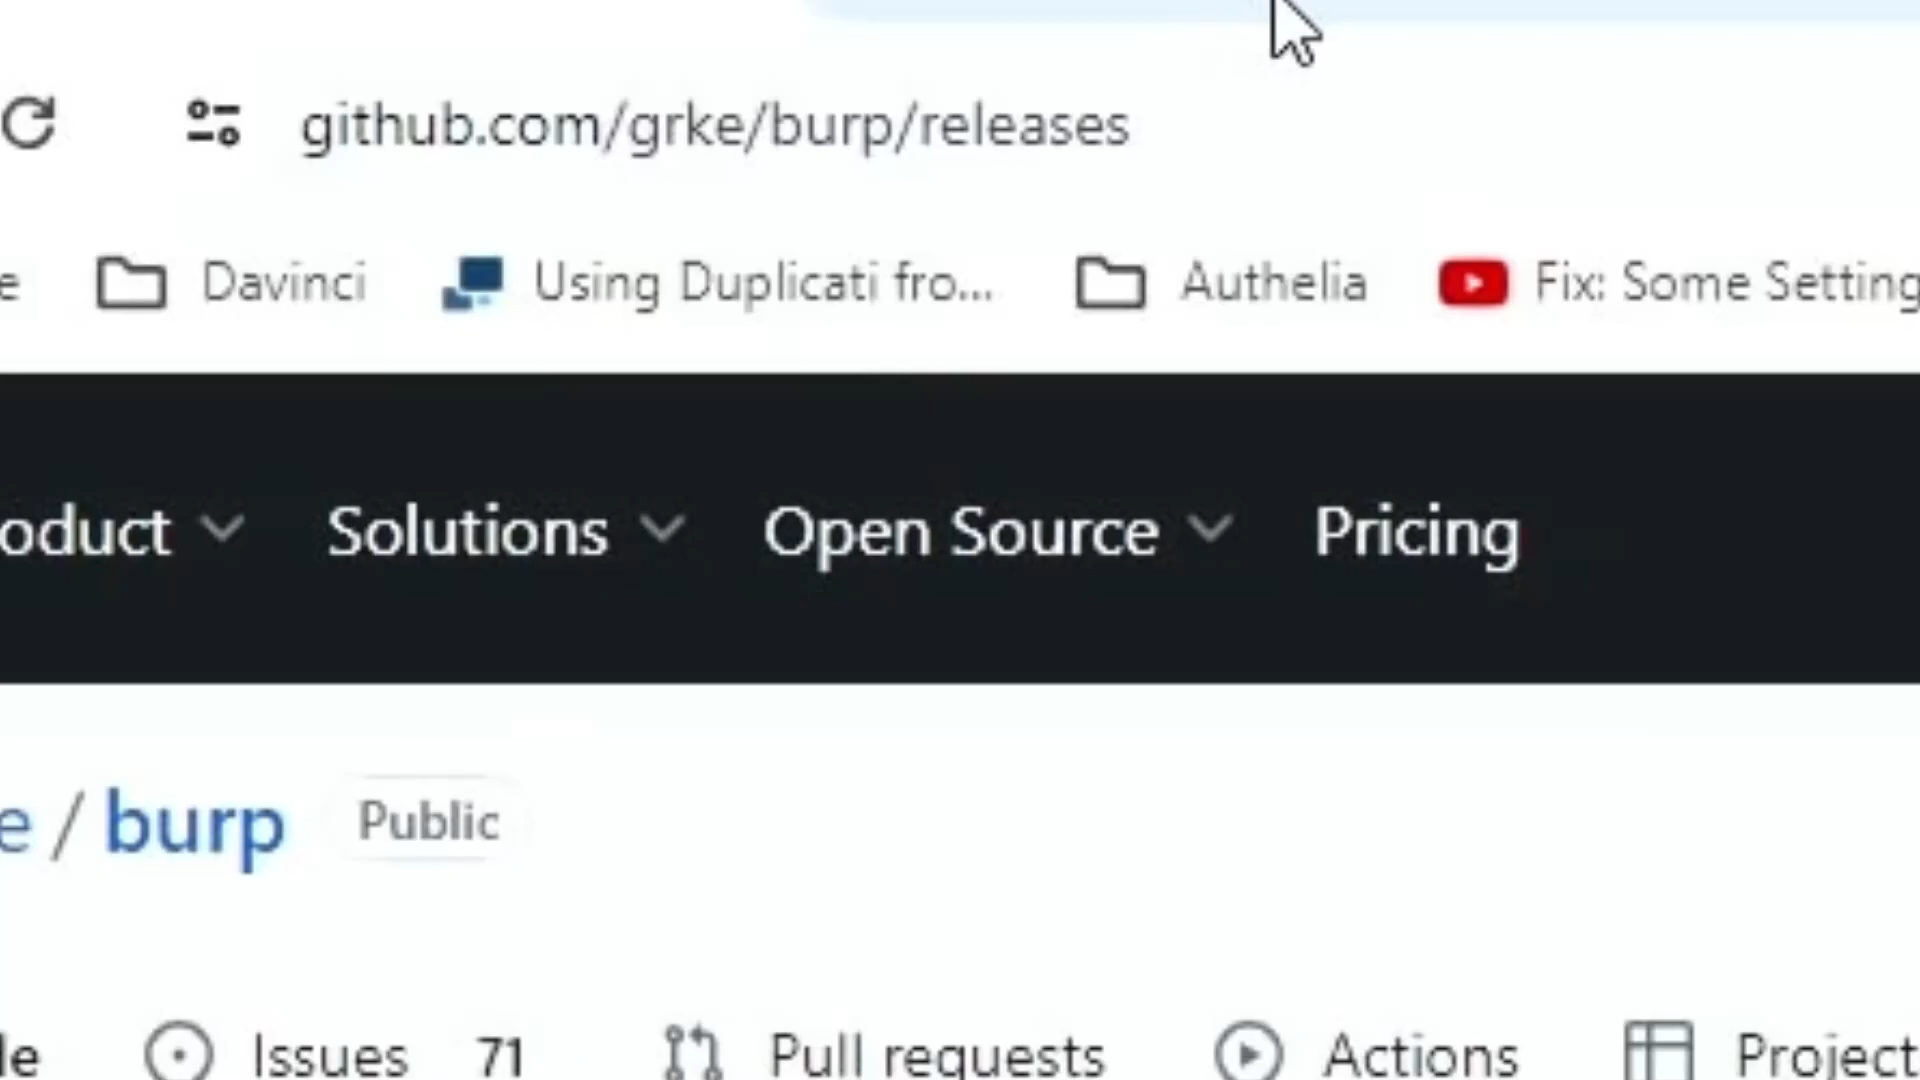 github.com/grke/burp/releases
e Davinci Using Duplicati fro... Authelia Fix: Some Setting
oduct Solutions Open Source Pricing
e / burp Public
le Issues 71 Pull requests Actions Project